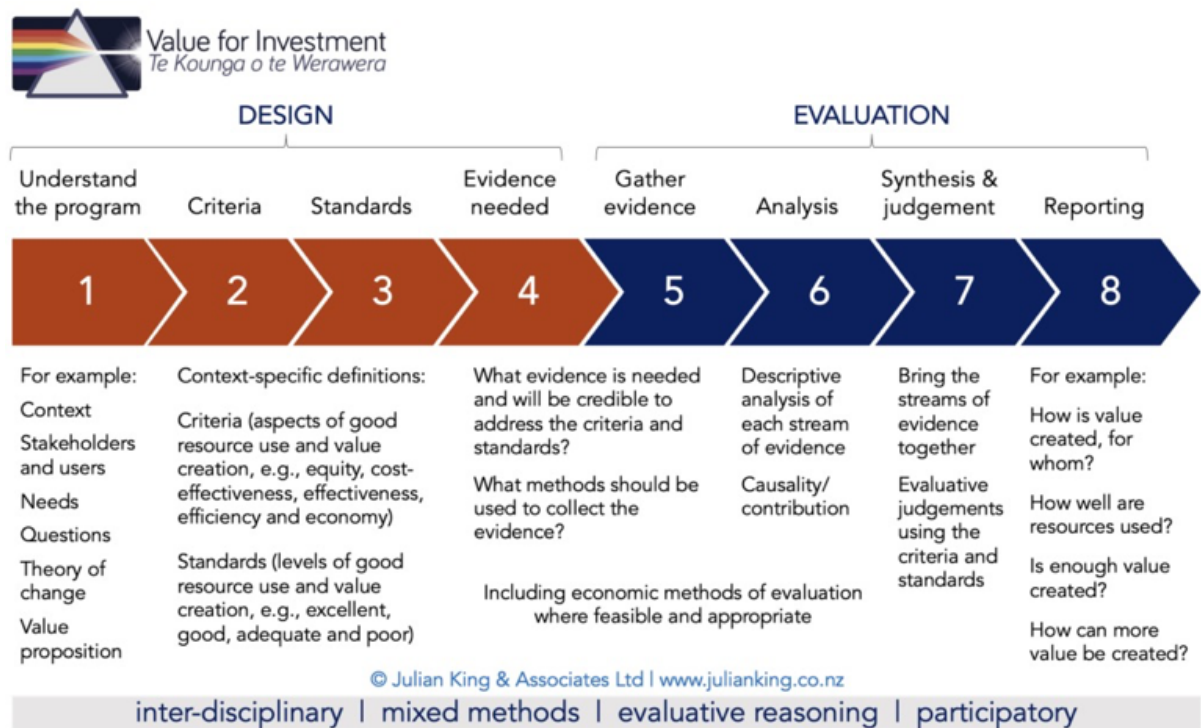 Value for Investment
Te Kounga o te Werawera
DESIGN
EVALUATION
Understand
the program
Criteria
Standards
Evidence
needed
Gather
evidence
Analysis
Synthesis &
judgement
Reporting
1
2
3
4
5
6
7
8
For example:
Context
Stakeholders
and users
Needs
Questions
Theory of
change
Value
proposition
Context-specific definitions:
Criteria (aspects of good
resource use and value
creation, e.g., equity, cost-
effectiveness, effectiveness,
efficiency and economy)
Standards (levels of good
resource use and value
creation, e.g., excellent,
good, adequate and poor)
What evidence is needed
and will be credible to
address the criteria and
standards?
What methods should be
used to collect the
evidence?
Descriptive
analysis of
each stream
of evidence
Causality/
contribution
Including economic methods of evaluation
where feasible and appropriate
Bring the
streams of
evidence
together
Evaluative
judgements
using the
criteria and
standards
For example:
How is value
created, for
whom?
How well are
resources used?
Is enough value
created?
How can more
value be created?
© Julian King & Associates Ltd | www.julianking.co.nz
inter-disciplinary | mixed methods | evaluative reasoning | participatory